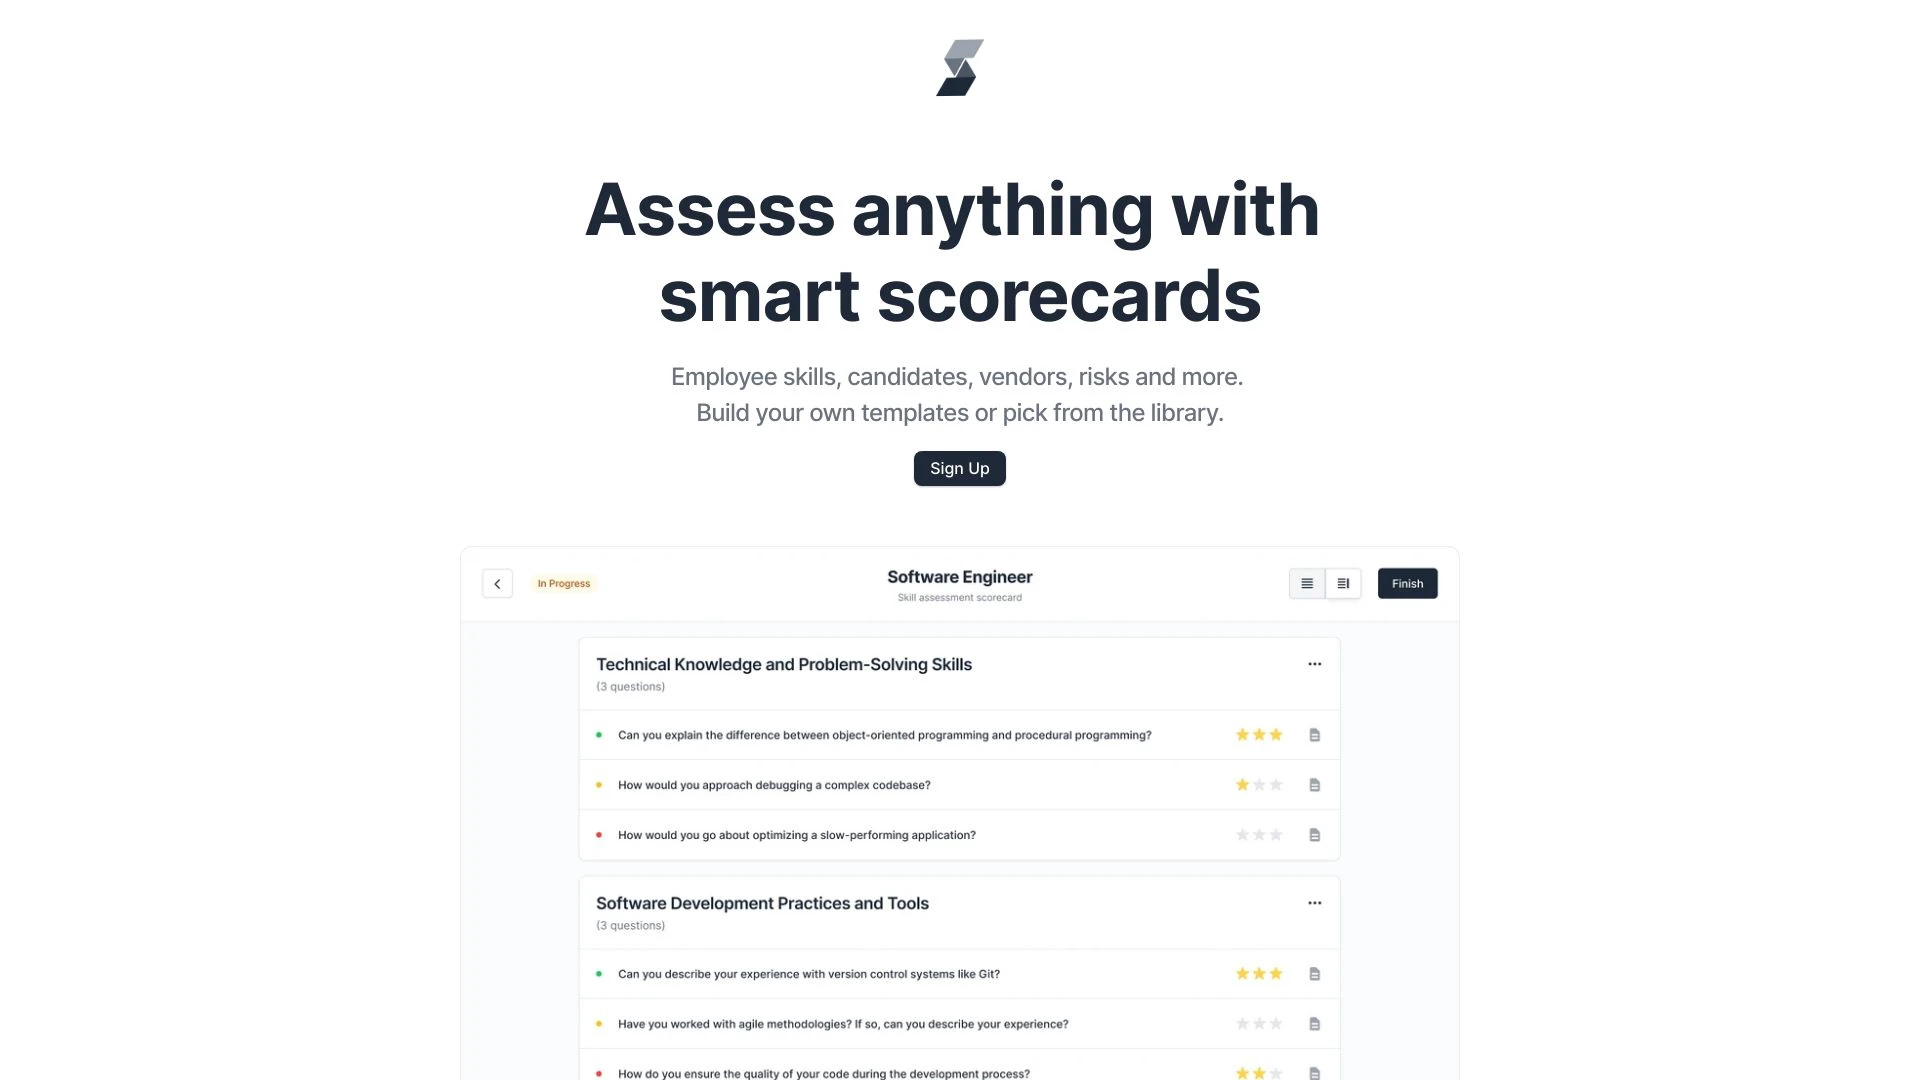 Assess anything with
smart scorecards
Employee skills, candidates, vendors, risks and more.
Build your own templates or pick from the library.
Sign Up
In Progress
Software Engineer
Skill assessment scorecard
Finish
Technical Knowledge and Problem-Solving Skills
(3 questions)
Can you explain the difference between object-oriented programming and procedural programming?
How would you approach debugging a complex codebase?
How would you go about optimizing a slow-performing application?
Software Development Practices and Tools
(3 questions)
Can you describe your experience with version control systems like Git?
Have you worked with agile methodologies? If so, can you describe your experience?
How do you ensure the quality of your code during the development process?